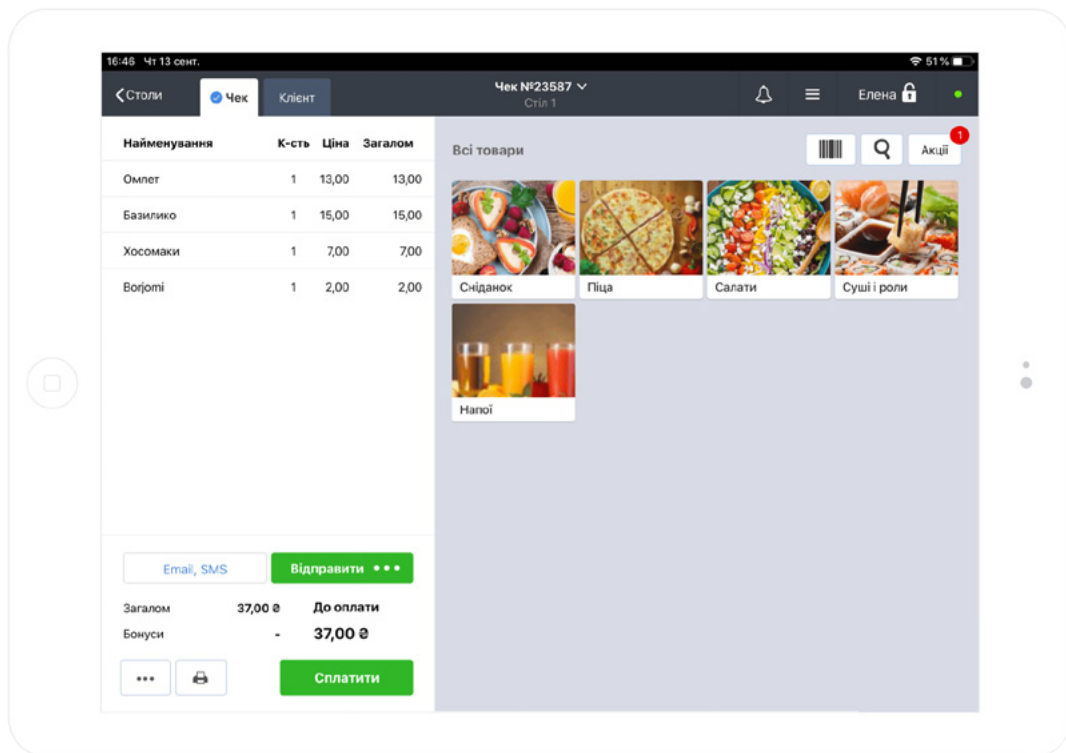 16:46 Чт 13 сент. 51%
Столи Чек Клієнт Чек №23587 Елена
Стіл 1
Найменування К-сть Ціна Загалом
Омлет 1 13,00 13,00
Базилико 1 15,00 15,00
Хосомаки 1 7,00 7,00
Borjomi 1 2,00 2,00
Email, SMS Відправити
Загалом 37,00 ₴ До оплати
Бонуси - 37,00 ₴
Сплатити
Всі товари Акції 1
Сніданок Піца Салати Суші і роли
Напої